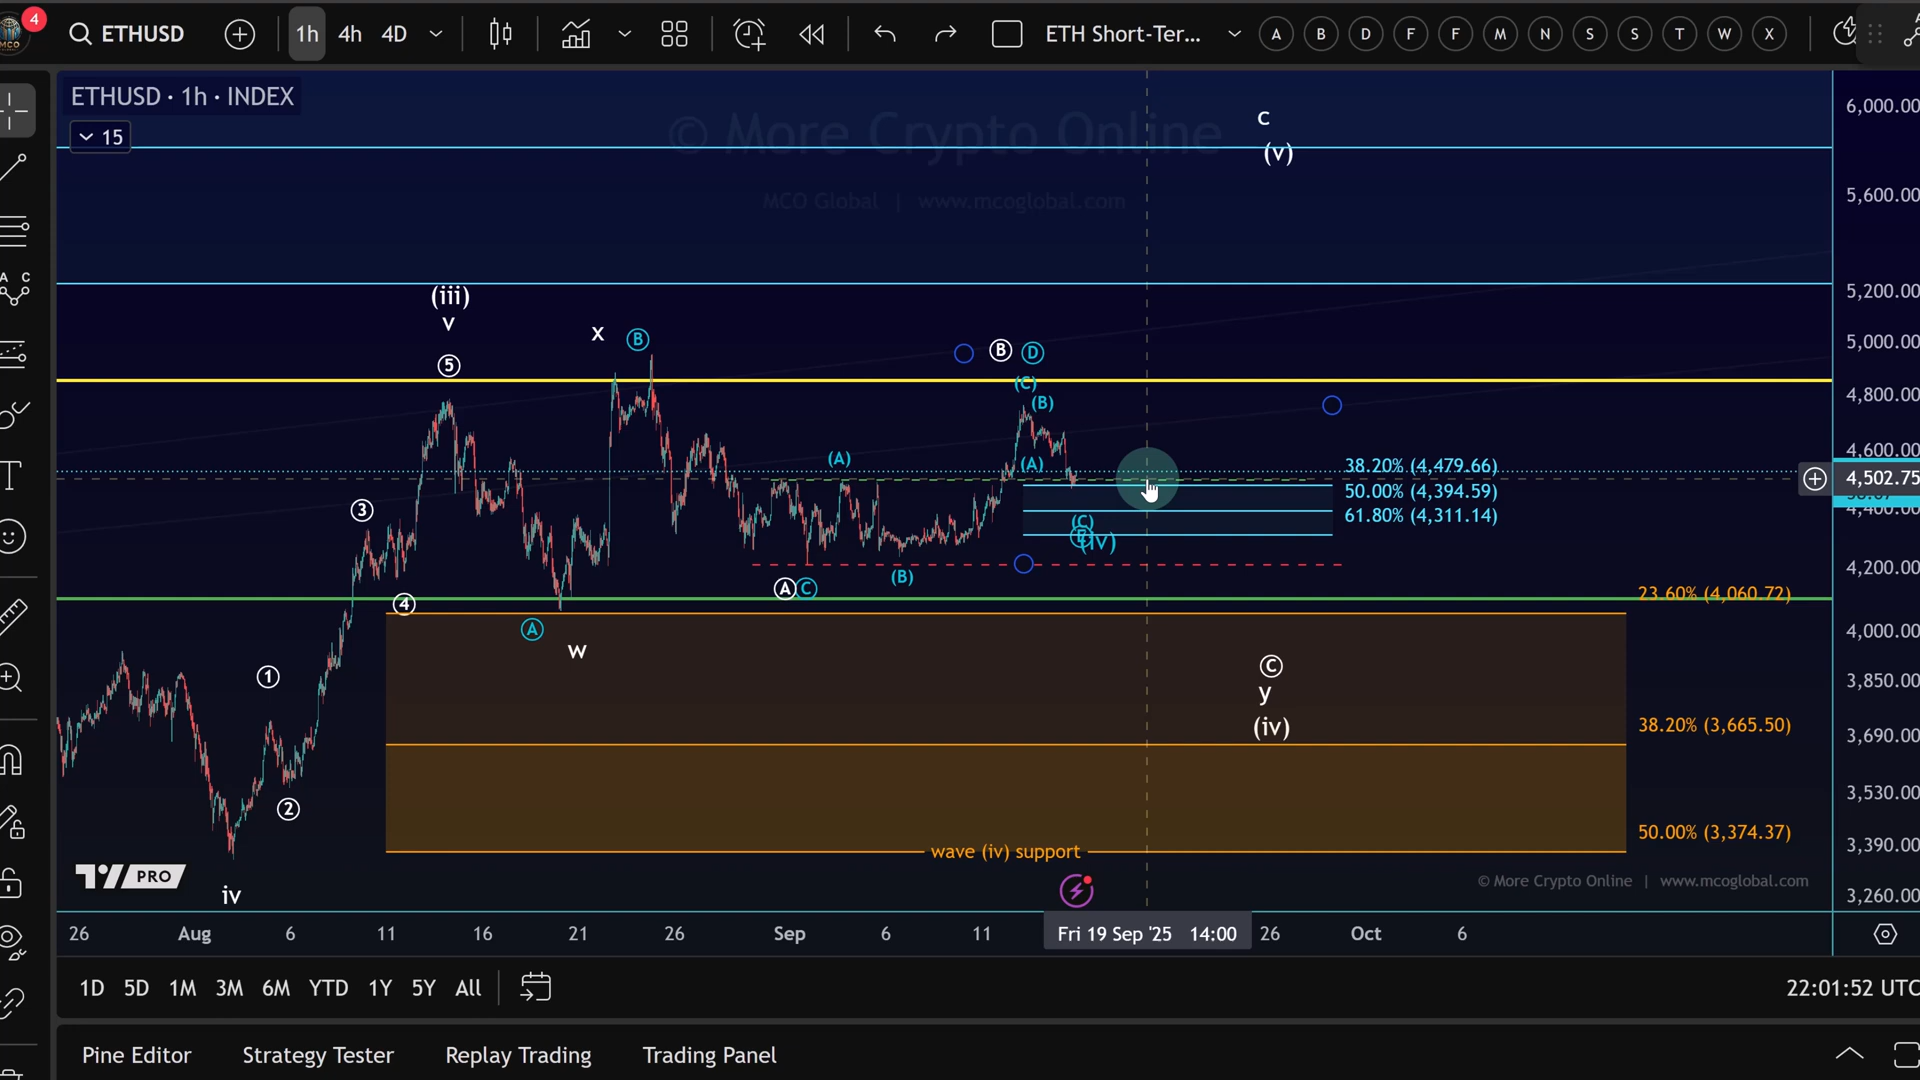 4
MCO
ETHUSD
1h
4h
4D
ETH Short-Ter...
A
B
D
F
F
M
N
S
S
T
W
X
ETHUSD · 1h · INDEX
15
© More Crypto Online
MCO Global | www.mcoglobal.com
c
(v)
6,000.00
5,600.00
5,200.00
5,000.00
4,800.00
4,600.00
4,502.75
4,400.00
4,200.00
4,000.00
3,850.00
3,690.00
3,530.00
3,390.00
3,260.00
(iii)
v
5
x
B
B
D
(C)
(B)
(A)
(A)
3
4
1
2
iv
A
w
A
C
(B)
(C)
E
(iv)
38.20% (4,479.66)
50.00% (4,394.59)
61.80% (4,311.14)
23.60% (4,060.72)
C
y
(iv)
38.20% (3,665.50)
50.00% (3,374.37)
wave (iv) support
PRO
© More Crypto Online | www.mcoglobal.com
26
Aug
6
11
16
21
26
Sep
6
11
Fri 19 Sep '25 14:00
26
Oct
6
1D
5D
1M
3M
6M
YTD
1Y
5Y
All
22:01:52 UTC
Pine Editor
Strategy Tester
Replay Trading
Trading Panel